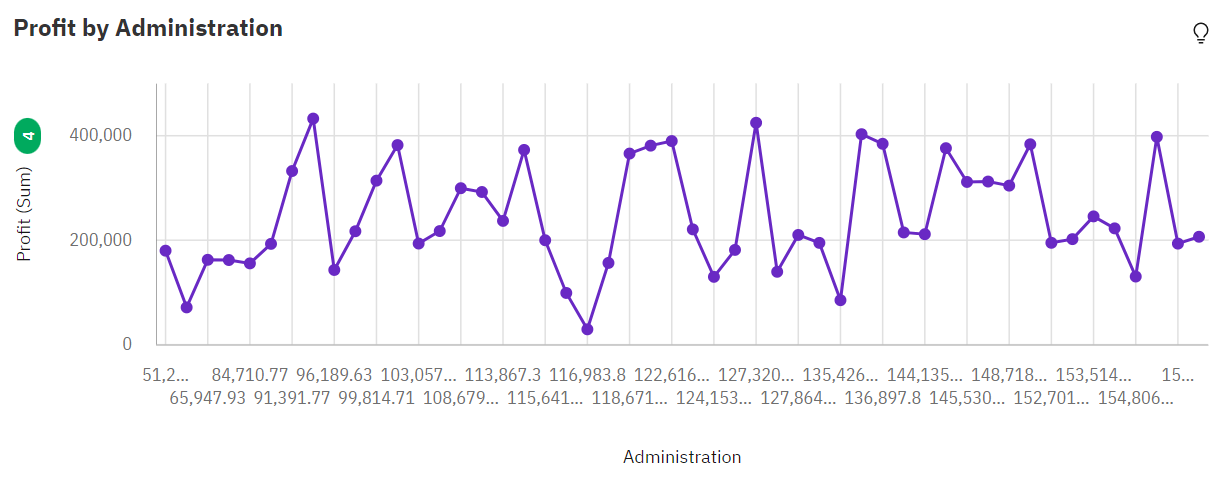 Profit by Administration
4
Profit (Sum)
400,000
200,000
0
51,2... 84,710.77 96,189.63 103,057... 113,867.3 116,983.8 122,616... 127,320... 135,426... 144,135... 148,718... 153,514... 15...
65,947.93 91,391.77 99,814.71 108,679... 115,641... 118,671... 124,153... 127,864... 136,897.8 145,530... 152,701... 154,806...
Administration